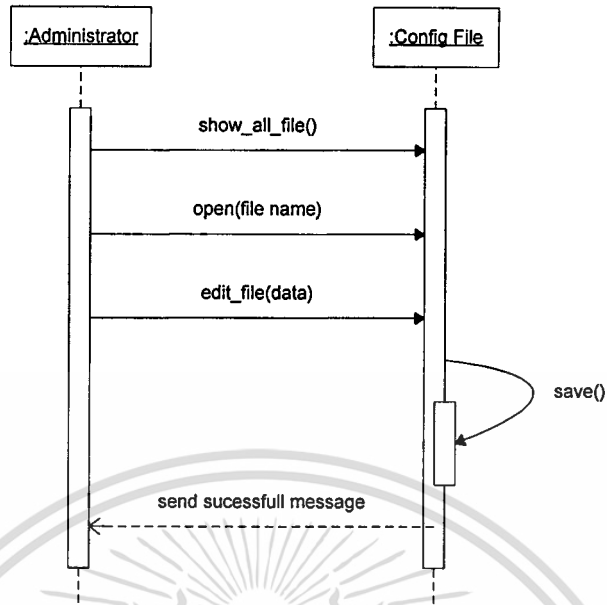 :Administrator
:Config File
show_all_file()
open(file name)
edit_file(data)
save()
send sucessfull message